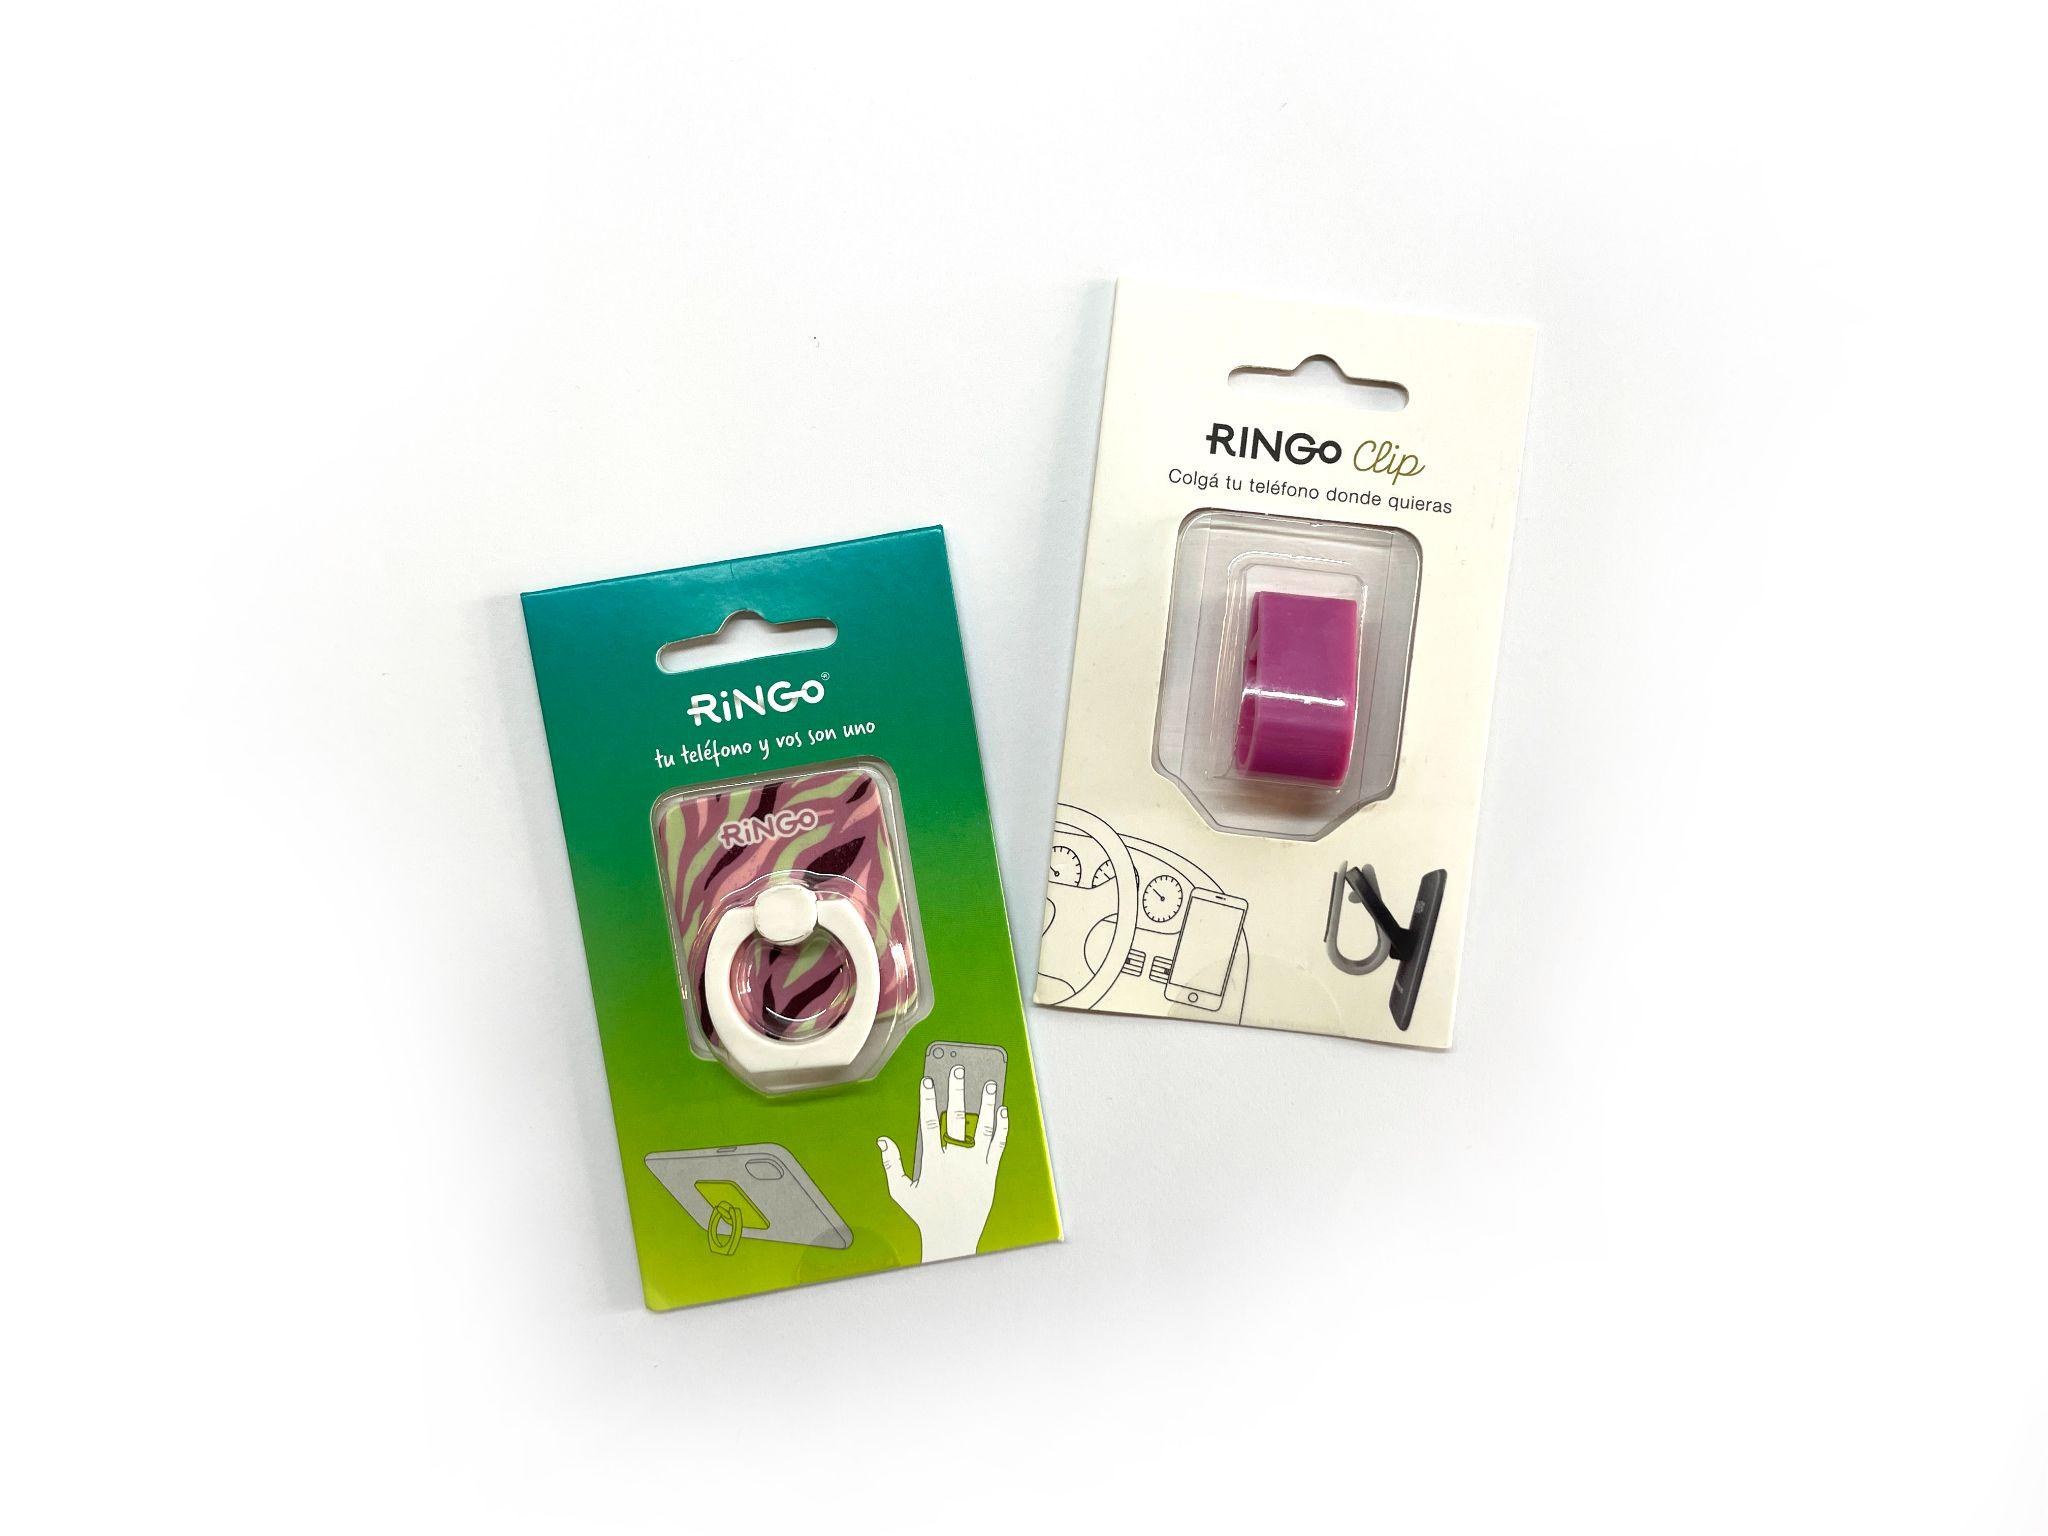 RiNGo®
tu teléfono y vos son uno
RiNGo
RINGo Clip
Colgá tu teléfono donde quieras